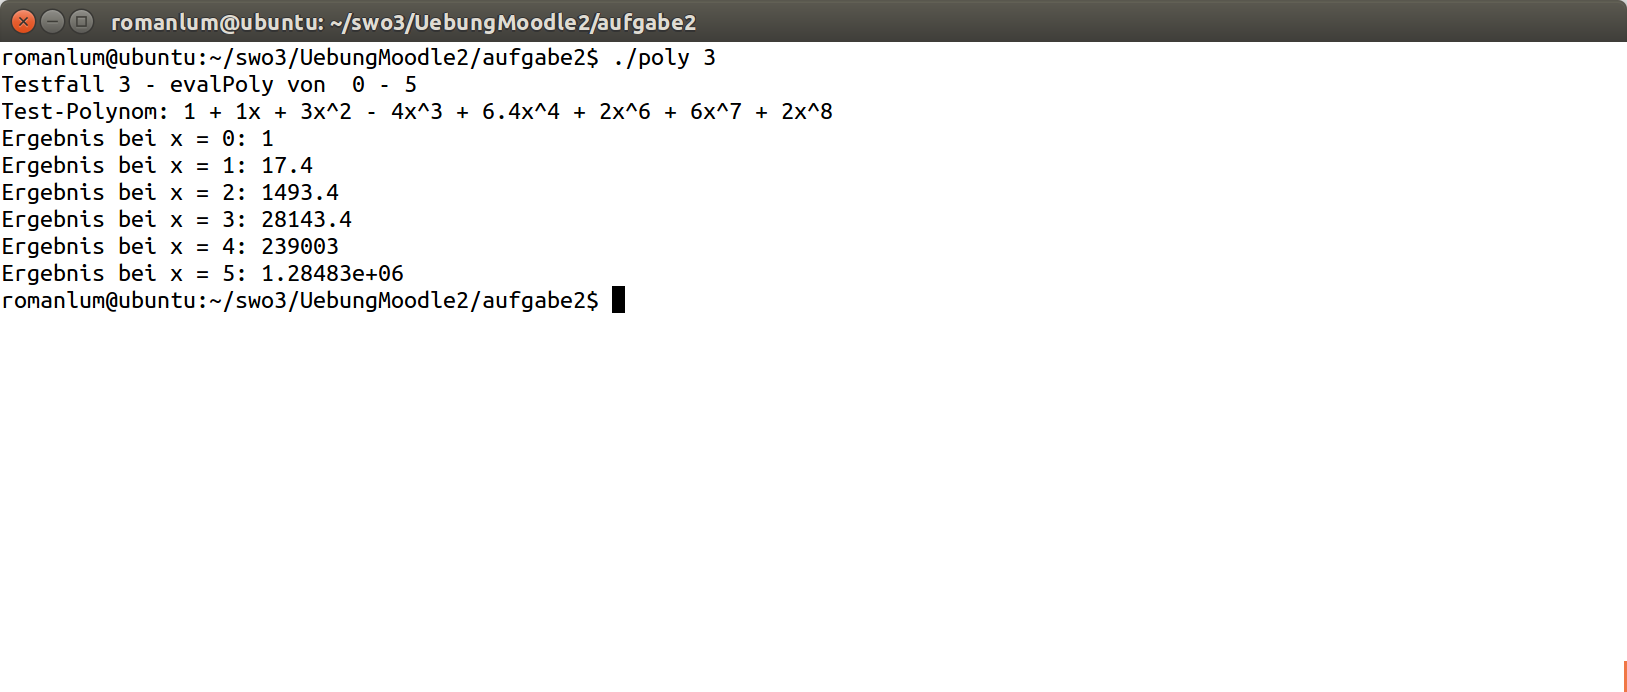 romanlum@ubuntu: ~/swo3/UebungMoodle2/aufgabe2
romanlum@ubuntu:~/swo3/UebungMoodle2/aufgabe2$ ./poly 3
Testfall 3 - evalPoly von  0 - 5
Test-Polynom: 1 + 1x + 3x^2 - 4x^3 + 6.4x^4 + 2x^6 + 6x^7 + 2x^8
Ergebnis bei x = 0: 1
Ergebnis bei x = 1: 17.4
Ergebnis bei x = 2: 1493.4
Ergebnis bei x = 3: 28143.4
Ergebnis bei x = 4: 239003
Ergebnis bei x = 5: 1.28483e+06
romanlum@ubuntu:~/swo3/UebungMoodle2/aufgabe2$